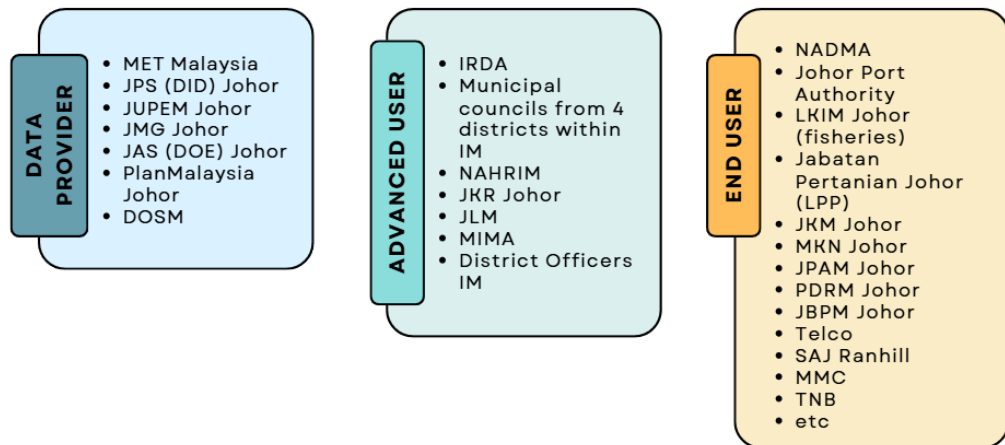 DATA
PROVIDER
• MET Malaysia
• JPS (DID) Johor
• JUPEM Johor
• JMG Johor
• JAS (DOE) Johor
• PlanMalaysia
Johor
• DOSM
ADVANCED USER
• IRDA
• Municipal
councils from 4
districts within
IM
• NAHRIM
• JKR Johor
• JLM
• MIMA
• District Officers
IM
END USER
• NADMA
• Johor Port
Authority
• LKIM Johor
(fisheries)
• Jabatan
Pertanian Johor
(LPP)
• JKM Johor
• MKN Johor
• JPAM Johor
• PDRM Johor
• JBPM Johor
• Telco
• SAJ Ranhill
• MMC
• TNB
• etc